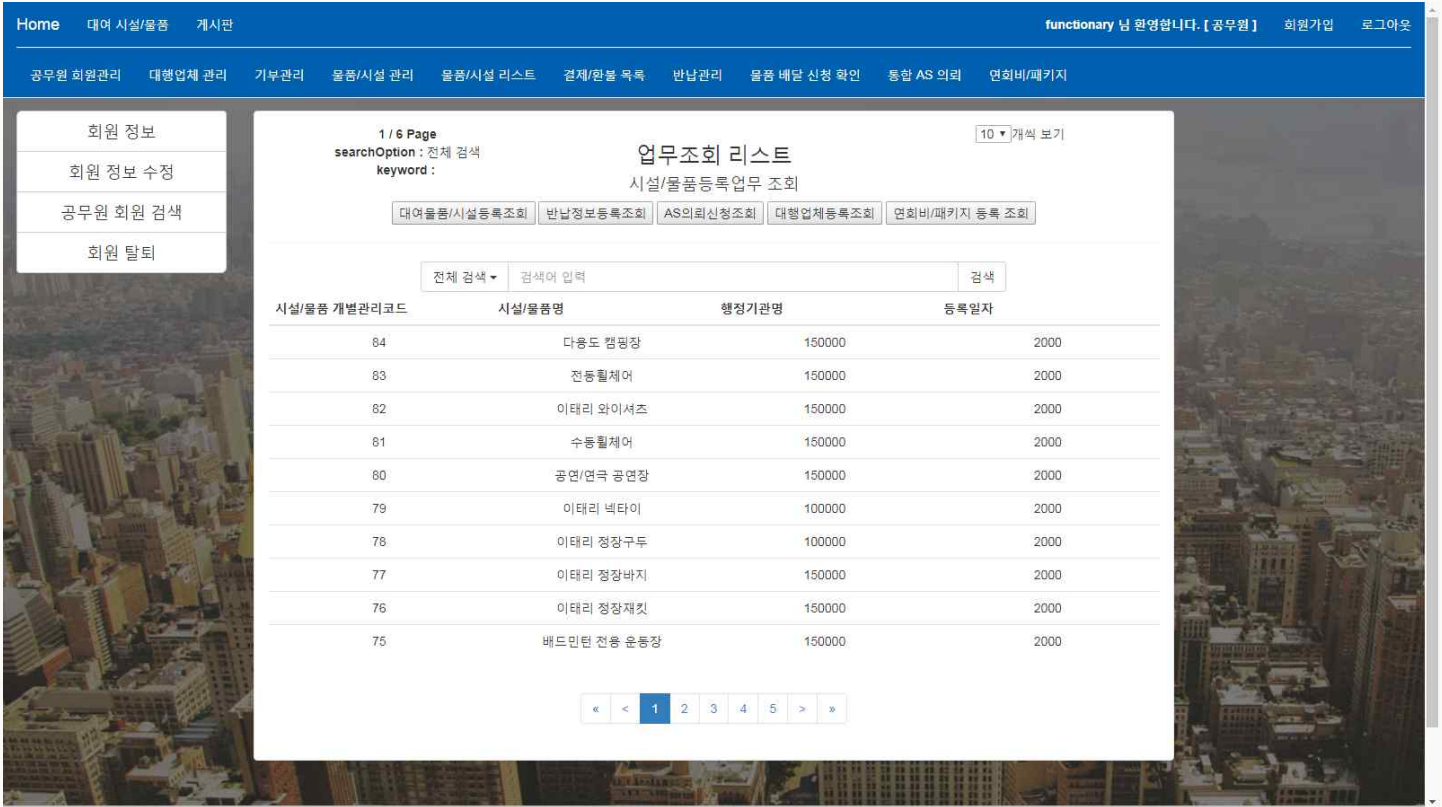 Home 대여 시설/물품 게시판 functionary 님 환영합니다. [ 공무원 ] 회원가입 로그아웃
공무원 회원관리 대행업체 관리 기부관리 물품/시설 관리 물품/시설 리스트 결제/환불 목록 반납관리 물품 배달 신청 확인 통합 AS 의뢰 연회비/패키지
회원 정보
회원 정보 수정
공무원 회원 검색
회원 탈퇴
1 / 6 Page
searchOption : 전체 검색
keyword :
10 ▾ 개씩 보기
업무조회 리스트
시설/물품등록업무 조회
대여물품/시설등록조회 반납정보등록조회 AS의뢰신청조회 대행업체등록조회 연회비/패키지 등록 조회
전체 검색 ▾ 검색어 입력 검색
시설/물품 개별관리코드 시설/물품명 행정기관명 등록일자
84 다용도 캠핑장 150000 2000
83 전동휠체어 150000 2000
82 이태리 와이셔츠 150000 2000
81 수동휠체어 150000 2000
80 공연/연극 공연장 150000 2000
79 이태리 넥타이 100000 2000
78 이태리 정장구두 100000 2000
77 이태리 정장바지 150000 2000
76 이태리 정장재킷 150000 2000
75 배드민턴 전용 운동장 150000 2000
« < 1 2 3 4 5 > »